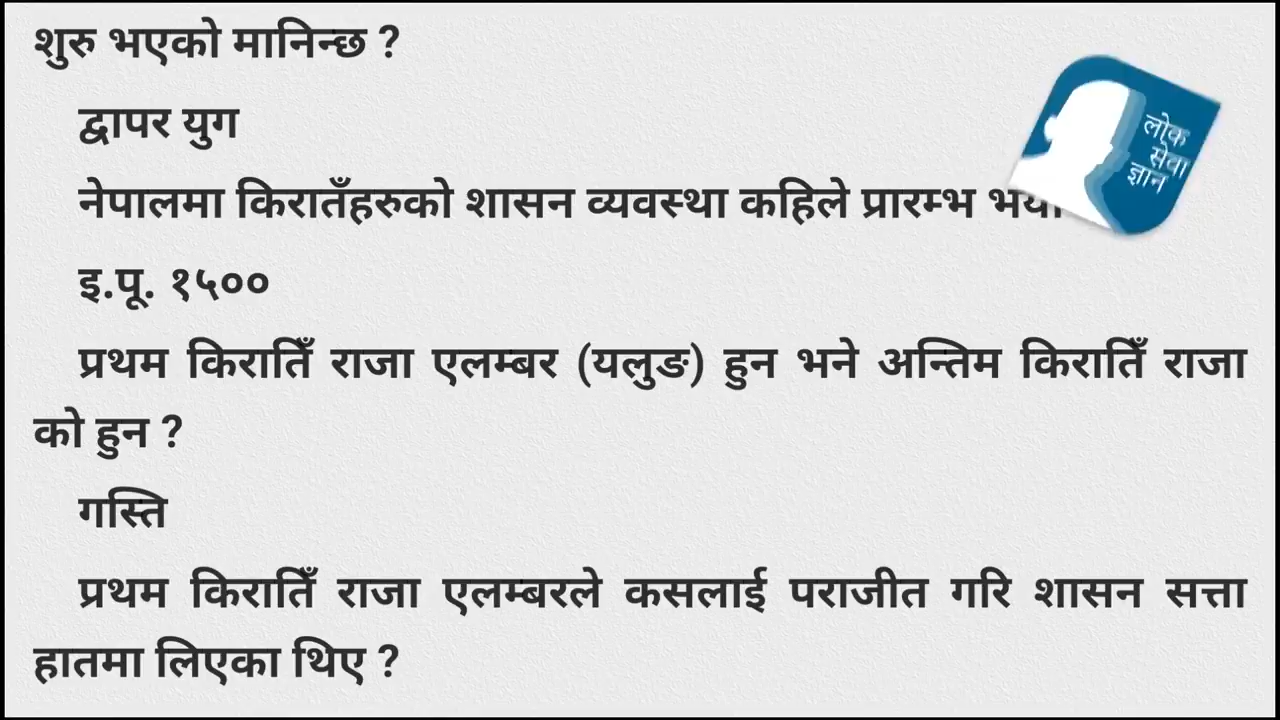 शुरु भएको मानिन्छ ?
द्वापर युग
नेपालमा किरातँहरुको शासन व्यवस्था कहिले प्रारम्भ भयो
इ.पू. १५००
प्रथम किरातिँ राजा एलम्बर (यलुङ) हुन भने अन्तिम किरातिँ राजा
को हुन ?
गस्ति
प्रथम किरातिँ राजा एलम्बरले कसलाई पराजीत गरि शासन सत्ता
हातमा लिएका थिए ?
लोक
सेवा
ज्ञान